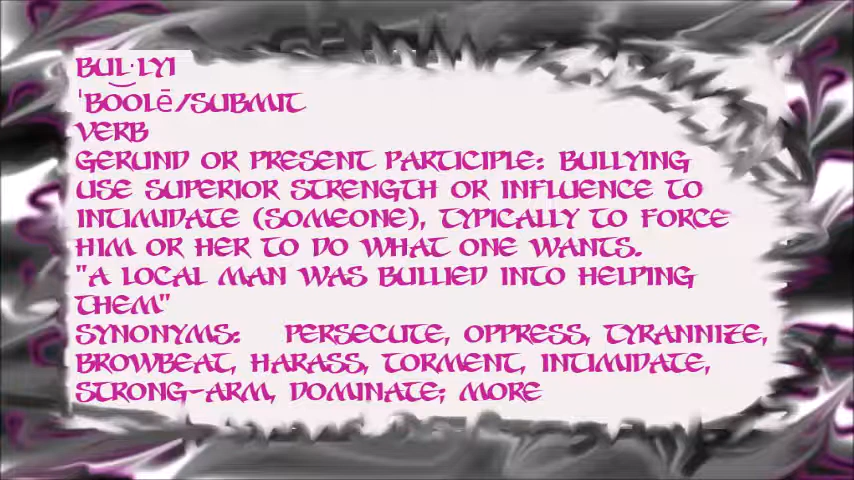 BUL·LYI
ˈBO͝OLē/SUBMIT
VERB
GERUND OR PRESENT PARTICIPLE: BULLYING
USE SUPERIOR STRENGTH OR INFLUENCE TO
INTIMIDATE (SOMEONE), TYPICALLY TO FORCE
HIM OR HER TO DO WHAT ONE WANTS.
"A LOCAL MAN WAS BULLIED INTO HELPING
THEM"
SYNONYMS: PERSECUTE, OPPRESS, TYRANNIZE,
BROWBEAT, HARASS, TORMENT, INTIMIDATE,
STRONG-ARM, DOMINATE; MORE